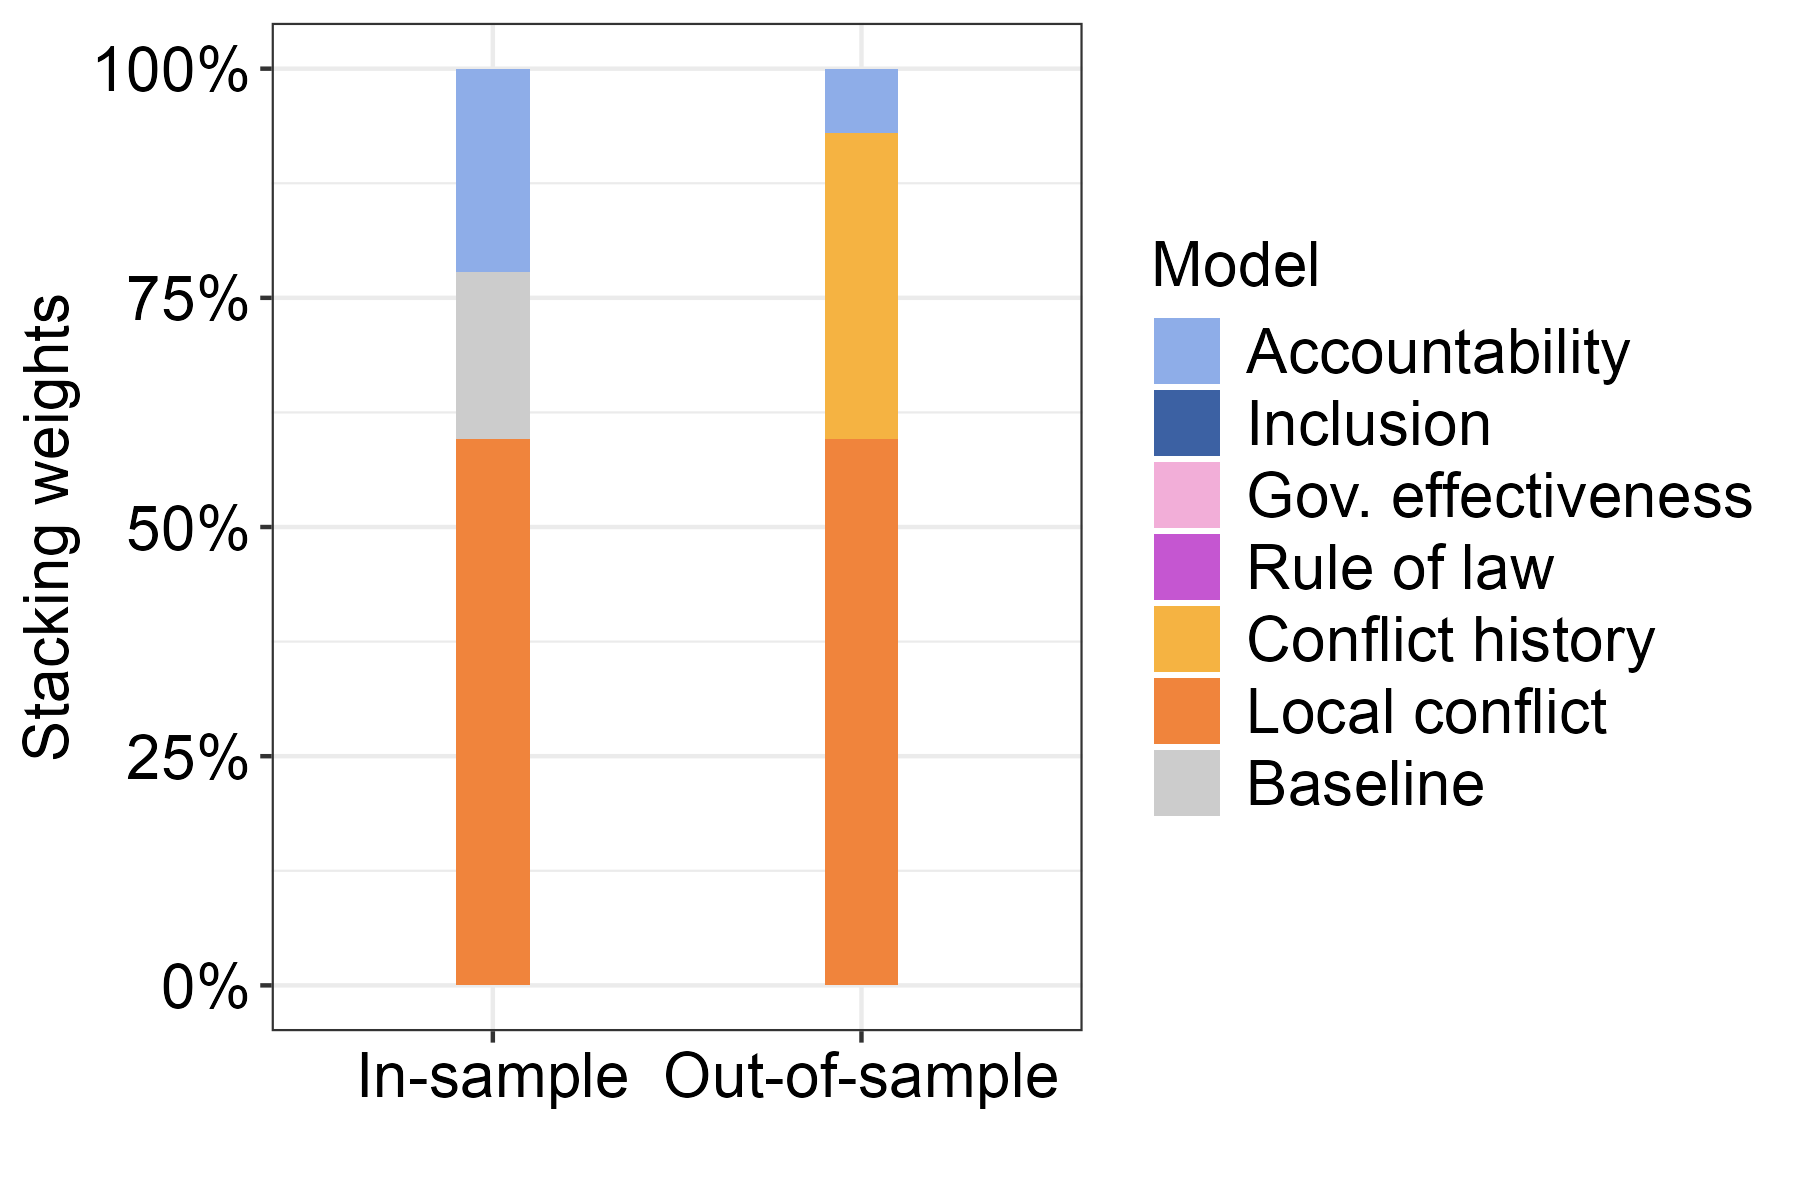 Stacking weights
100%
75%
50%
25%
0%
In-sample
Out-of-sample
Model
Accountability
Inclusion
Gov. effectiveness
Rule of law
Conflict history
Local conflict
Baseline